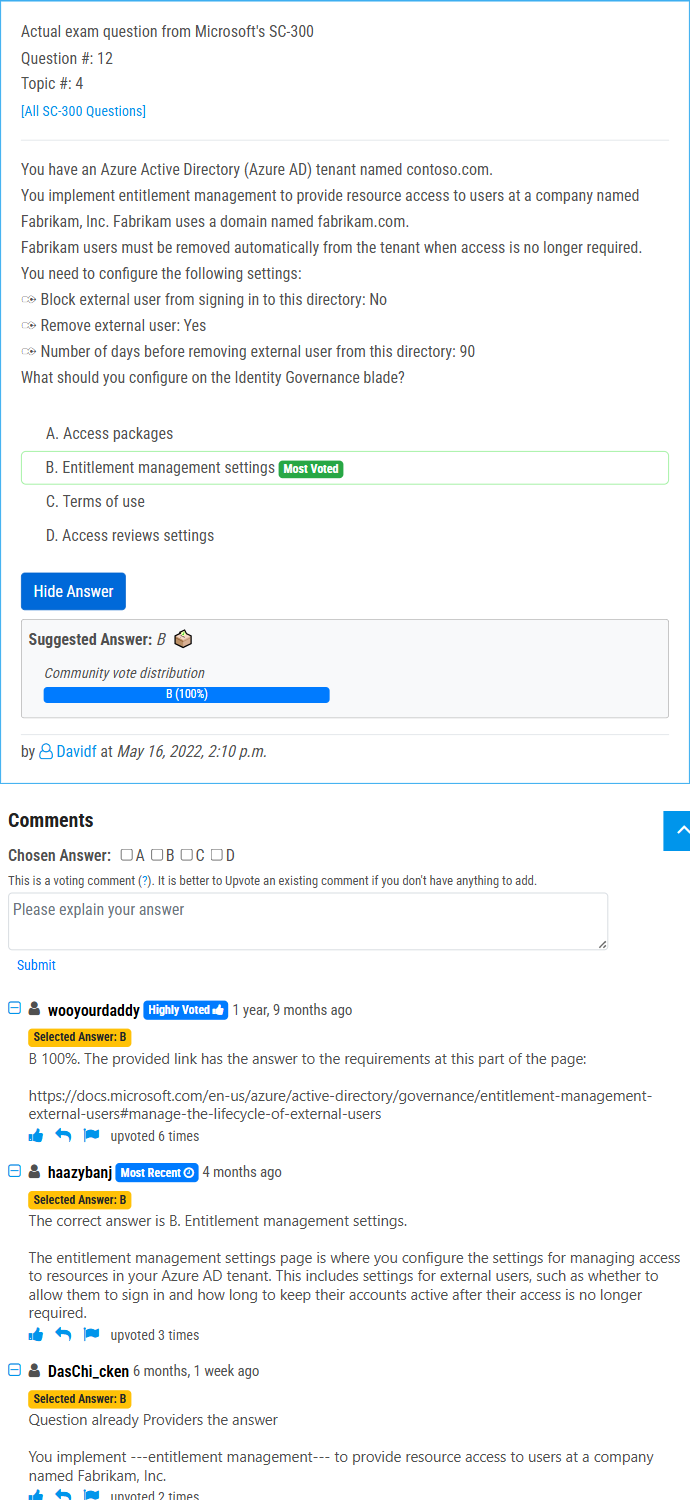 Actual exam question from Microsoft's SC-300
Question #: 12
Topic #: 4
[All SC-300 Questions]
You have an Azure Active Directory (Azure AD) tenant named contoso.com.
You implement entitlement management to provide resource access to users at a company named
Fabrikam, Inc. Fabrikam uses a domain named fabrikam.com.
Fabrikam users must be removed automatically from the tenant when access is no longer required.
You need to configure the following settings:
Block external user from signing in to this directory: No
Remove external user: Yes
Number of days before removing external user from this directory: 90
What should you configure on the Identity Governance blade?
A. Access packages
B. Entitlement management settings Most Voted
C. Terms of use
D. Access reviews settings
Hide Answer
Suggested Answer: B
Community vote distribution
B (100%)
by Davidf at May 16, 2022, 2:10 p.m.
Comments
Chosen Answer: A B C D
This is a voting comment (?). It is better to Upvote an existing comment if you don't have anything to add.
Please explain your answer
Submit
wooyourdaddy Highly Voted 1 year, 9 months ago
Selected Answer: B
B 100%. The provided link has the answer to the requirements at this part of the page:
https://docs.microsoft.com/en-us/azure/active-directory/governance/entitlement-management-
external-users#manage-the-lifecycle-of-external-users
upvoted 6 times
haazybanj Most Recent 4 months ago
Selected Answer: B
The correct answer is B. Entitlement management settings.
The entitlement management settings page is where you configure the settings for managing access
to resources in your Azure AD tenant. This includes settings for external users, such as whether to
allow them to sign in and how long to keep their accounts active after their access is no longer
required.
upvoted 3 times
DasChi_cken 6 months, 1 week ago
Selected Answer: B
Question already Providers the answer
You implement ---entitlement management--- to provide resource access to users at a company
named Fabrikam, Inc.
upvoted 2 times